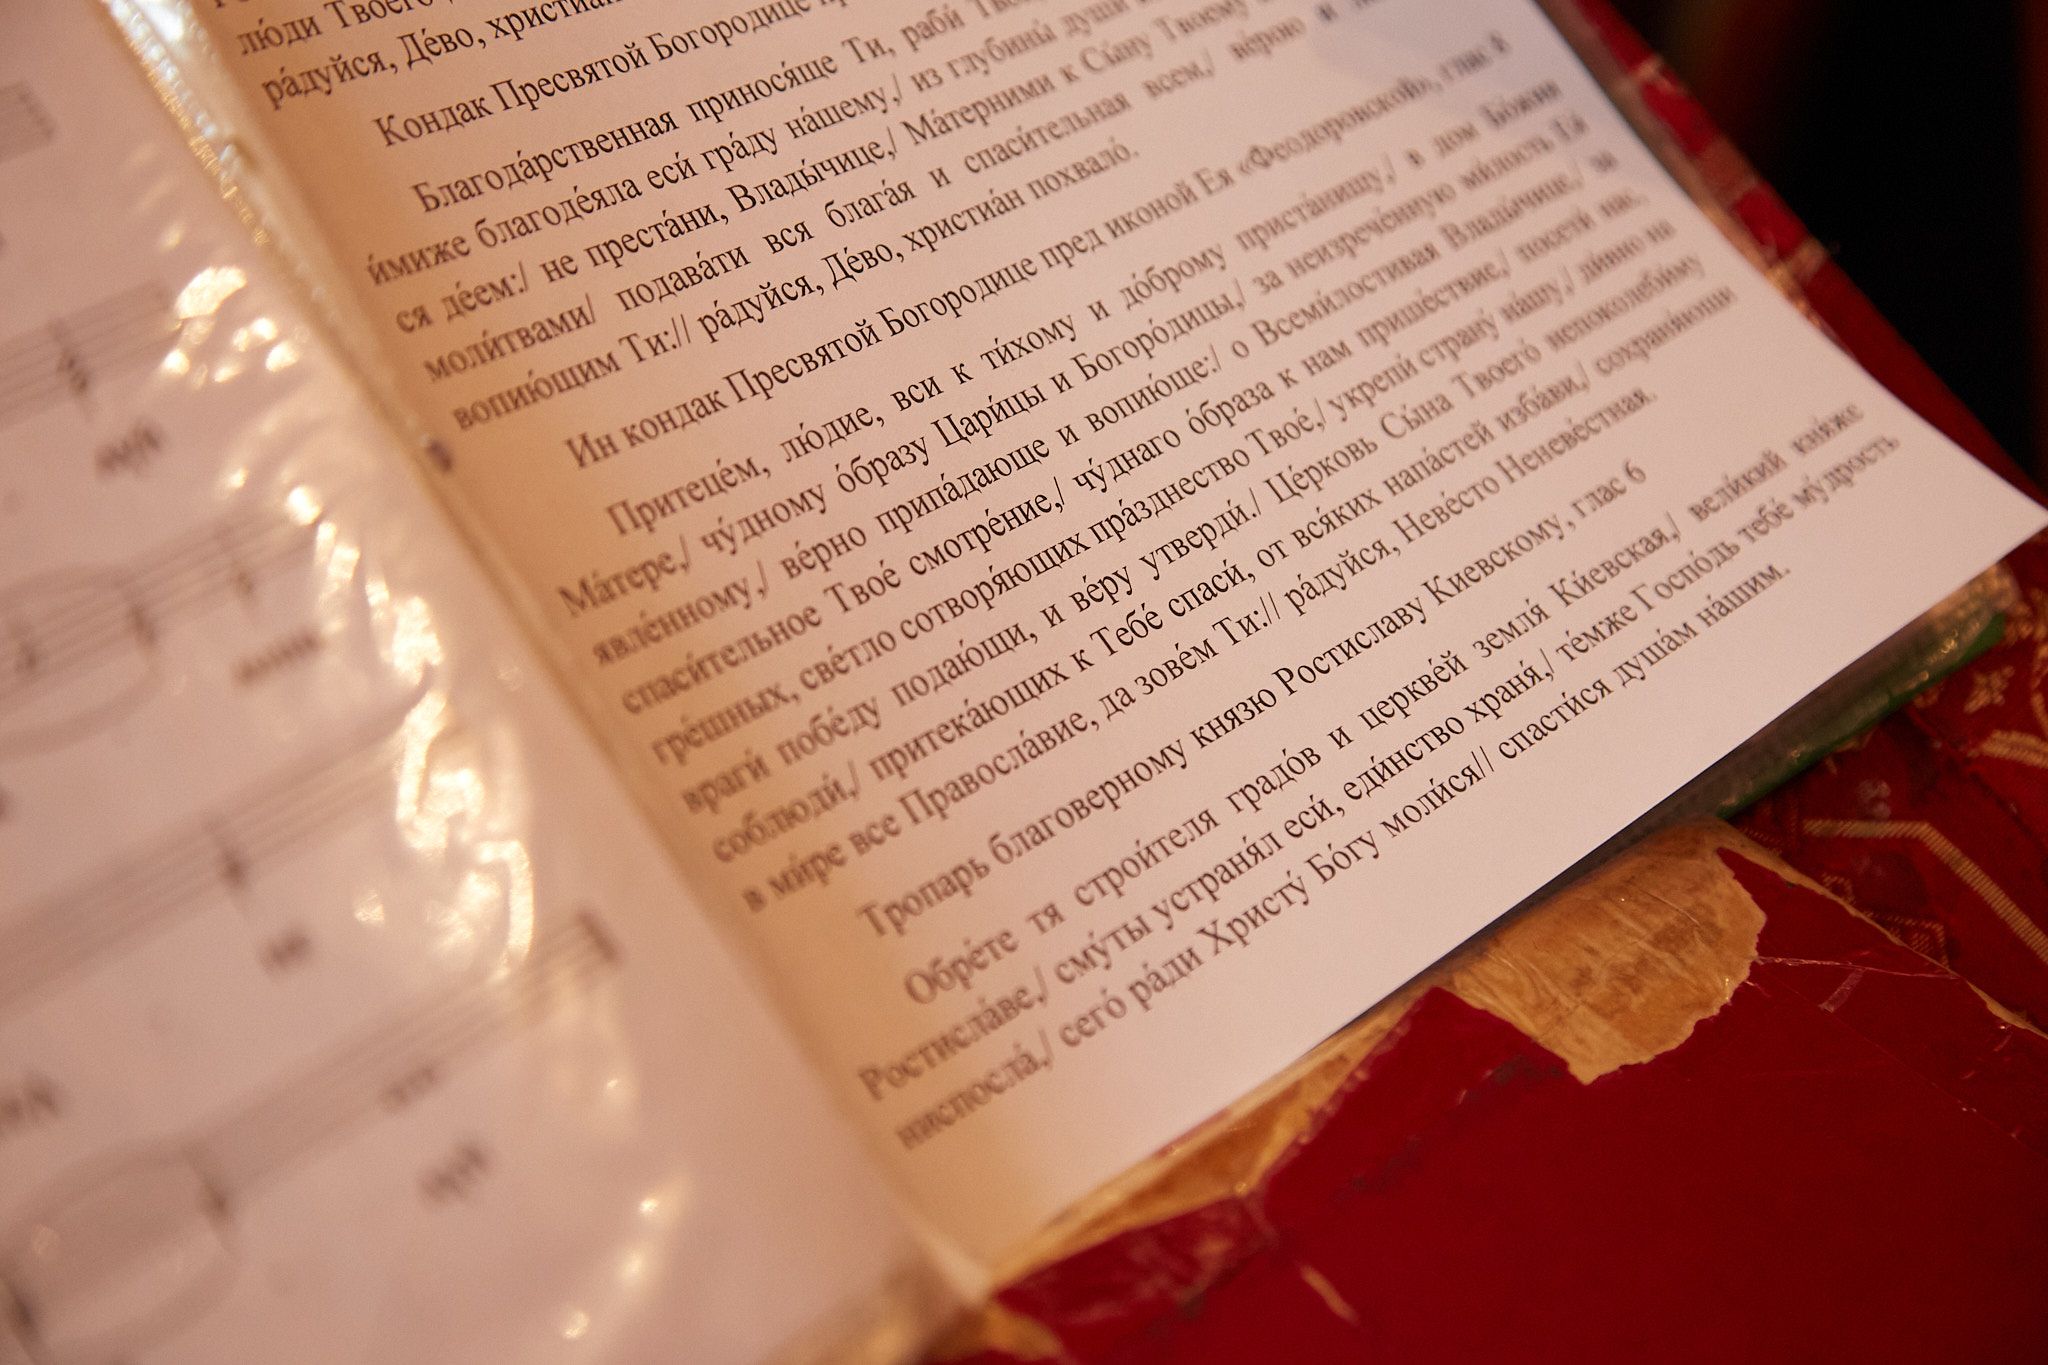 лю́ди Твоего
ра́дуйся, Де́во, христиа́н
Кондак Пресвятой Богородице
Благода́рственная принося́ще Ти, раби́
и́миже благоде́яла еси́ гра́ду на́шему,/ из глубины́ души́
ся де́ем:/ не преста́ни, Влады́чице,/ Ма́терними к Сы́ну Твоему́
моли́твами/ подава́ти вся блага́я и спаси́тельная всем,/ ве́рно и
вопию́щим Ти:// ра́дуйся, Де́во, христиа́н похвало́.
Ин кондак Пресвятой Богородице пред иконой Ея «Феодоровской», глас 8
Притеце́м, лю́дие, вси к ти́хому и до́брому приста́нищу,/ в дом Бо́жия
Ма́тере,/ чу́дному о́бразу Цари́цы и Богоро́дицы,/ за неизрече́нную ми́лость Ея́
явле́нному,/ ве́рно припа́дающе и вопию́ще:/ о Всеми́лостивая Влады́чице,/ за
спаси́тельное Твое́ смотре́ние,/ чу́днаго о́браза к нам прише́ствие,/ посети́ нас,
гре́шных, све́тло сотворя́ющих пра́зднество Твое́,/ укрепи́ страну́ на́шу,/ ди́вно на
враги́ побе́ду подаю́щи, и ве́ру утверди́./ Це́рковь Сы́на Твоего́ непоколеби́му
соблюди́,/ притека́ющих к Тебе́ спаси́, от вся́ких напа́стей изба́ви,/ сохраня́ющи
в ми́ре все Правосла́вие, да зове́м Ти:// ра́дуйся, Неве́сто Неневе́стная.
Тропарь благоверному князю Ростиславу Киевскому, глас 6
Обре́те тя строи́теля градо́в и церкве́й земля́ Ки́евская,/ вели́кий кня́же
Ростисла́ве,/ сму́ты устраня́л еси́, еди́нство храня́,/ те́мже Госпо́дь тебе́ му́дрость
ниспосла́,/ сего́ ра́ди Христу́ Бо́гу моли́ся// спасти́ся душа́м на́шим.